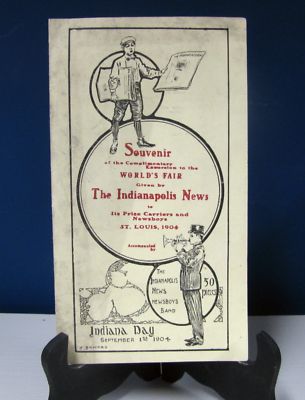 Souvenir
of the Complimentary
Excursion to the
WORLD'S FAIR
Given by
The Indianapolis News
to
Its Prize Carriers and
Newsboys
ST. LOUIS, 1904
Accompanied
by
THE
INDIANAPOLIS
NEWS
NEWSBOYS
BAND
50
PIECES
Indiana Day
SEPTEMBER 1ST 1904